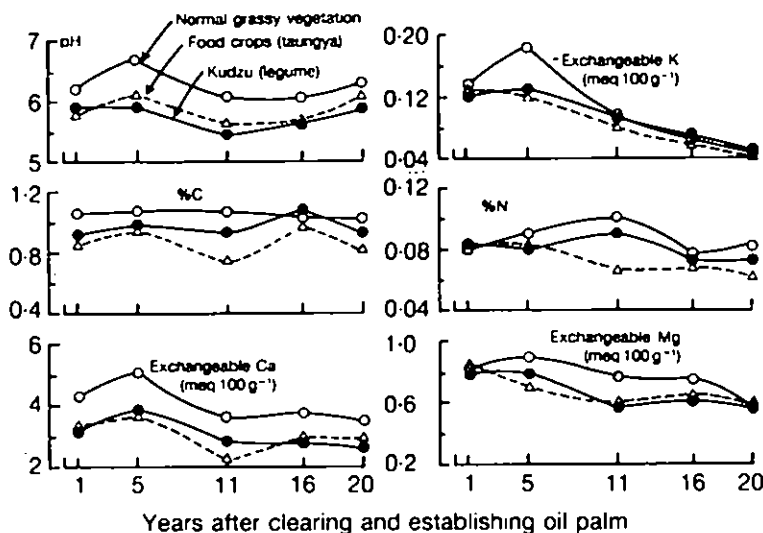 Normal grassy vegetation
Food crops (taungya)
Kudzu (legume)
pH
7
6
5
Exchangeable K
(meq 100 g⁻¹)
0·12
0·04
%C
1·2
0·8
0·4
%N
0·12
0·08
0·04
Exchangeable Ca
(meq 100 g⁻¹)
6
4
2
Exchangeable Mg
(meq 100 g⁻¹)
1·0
0·6
0·2
1 5 11 16 20
1 5 11 16 20
Years after clearing and establishing oil palm